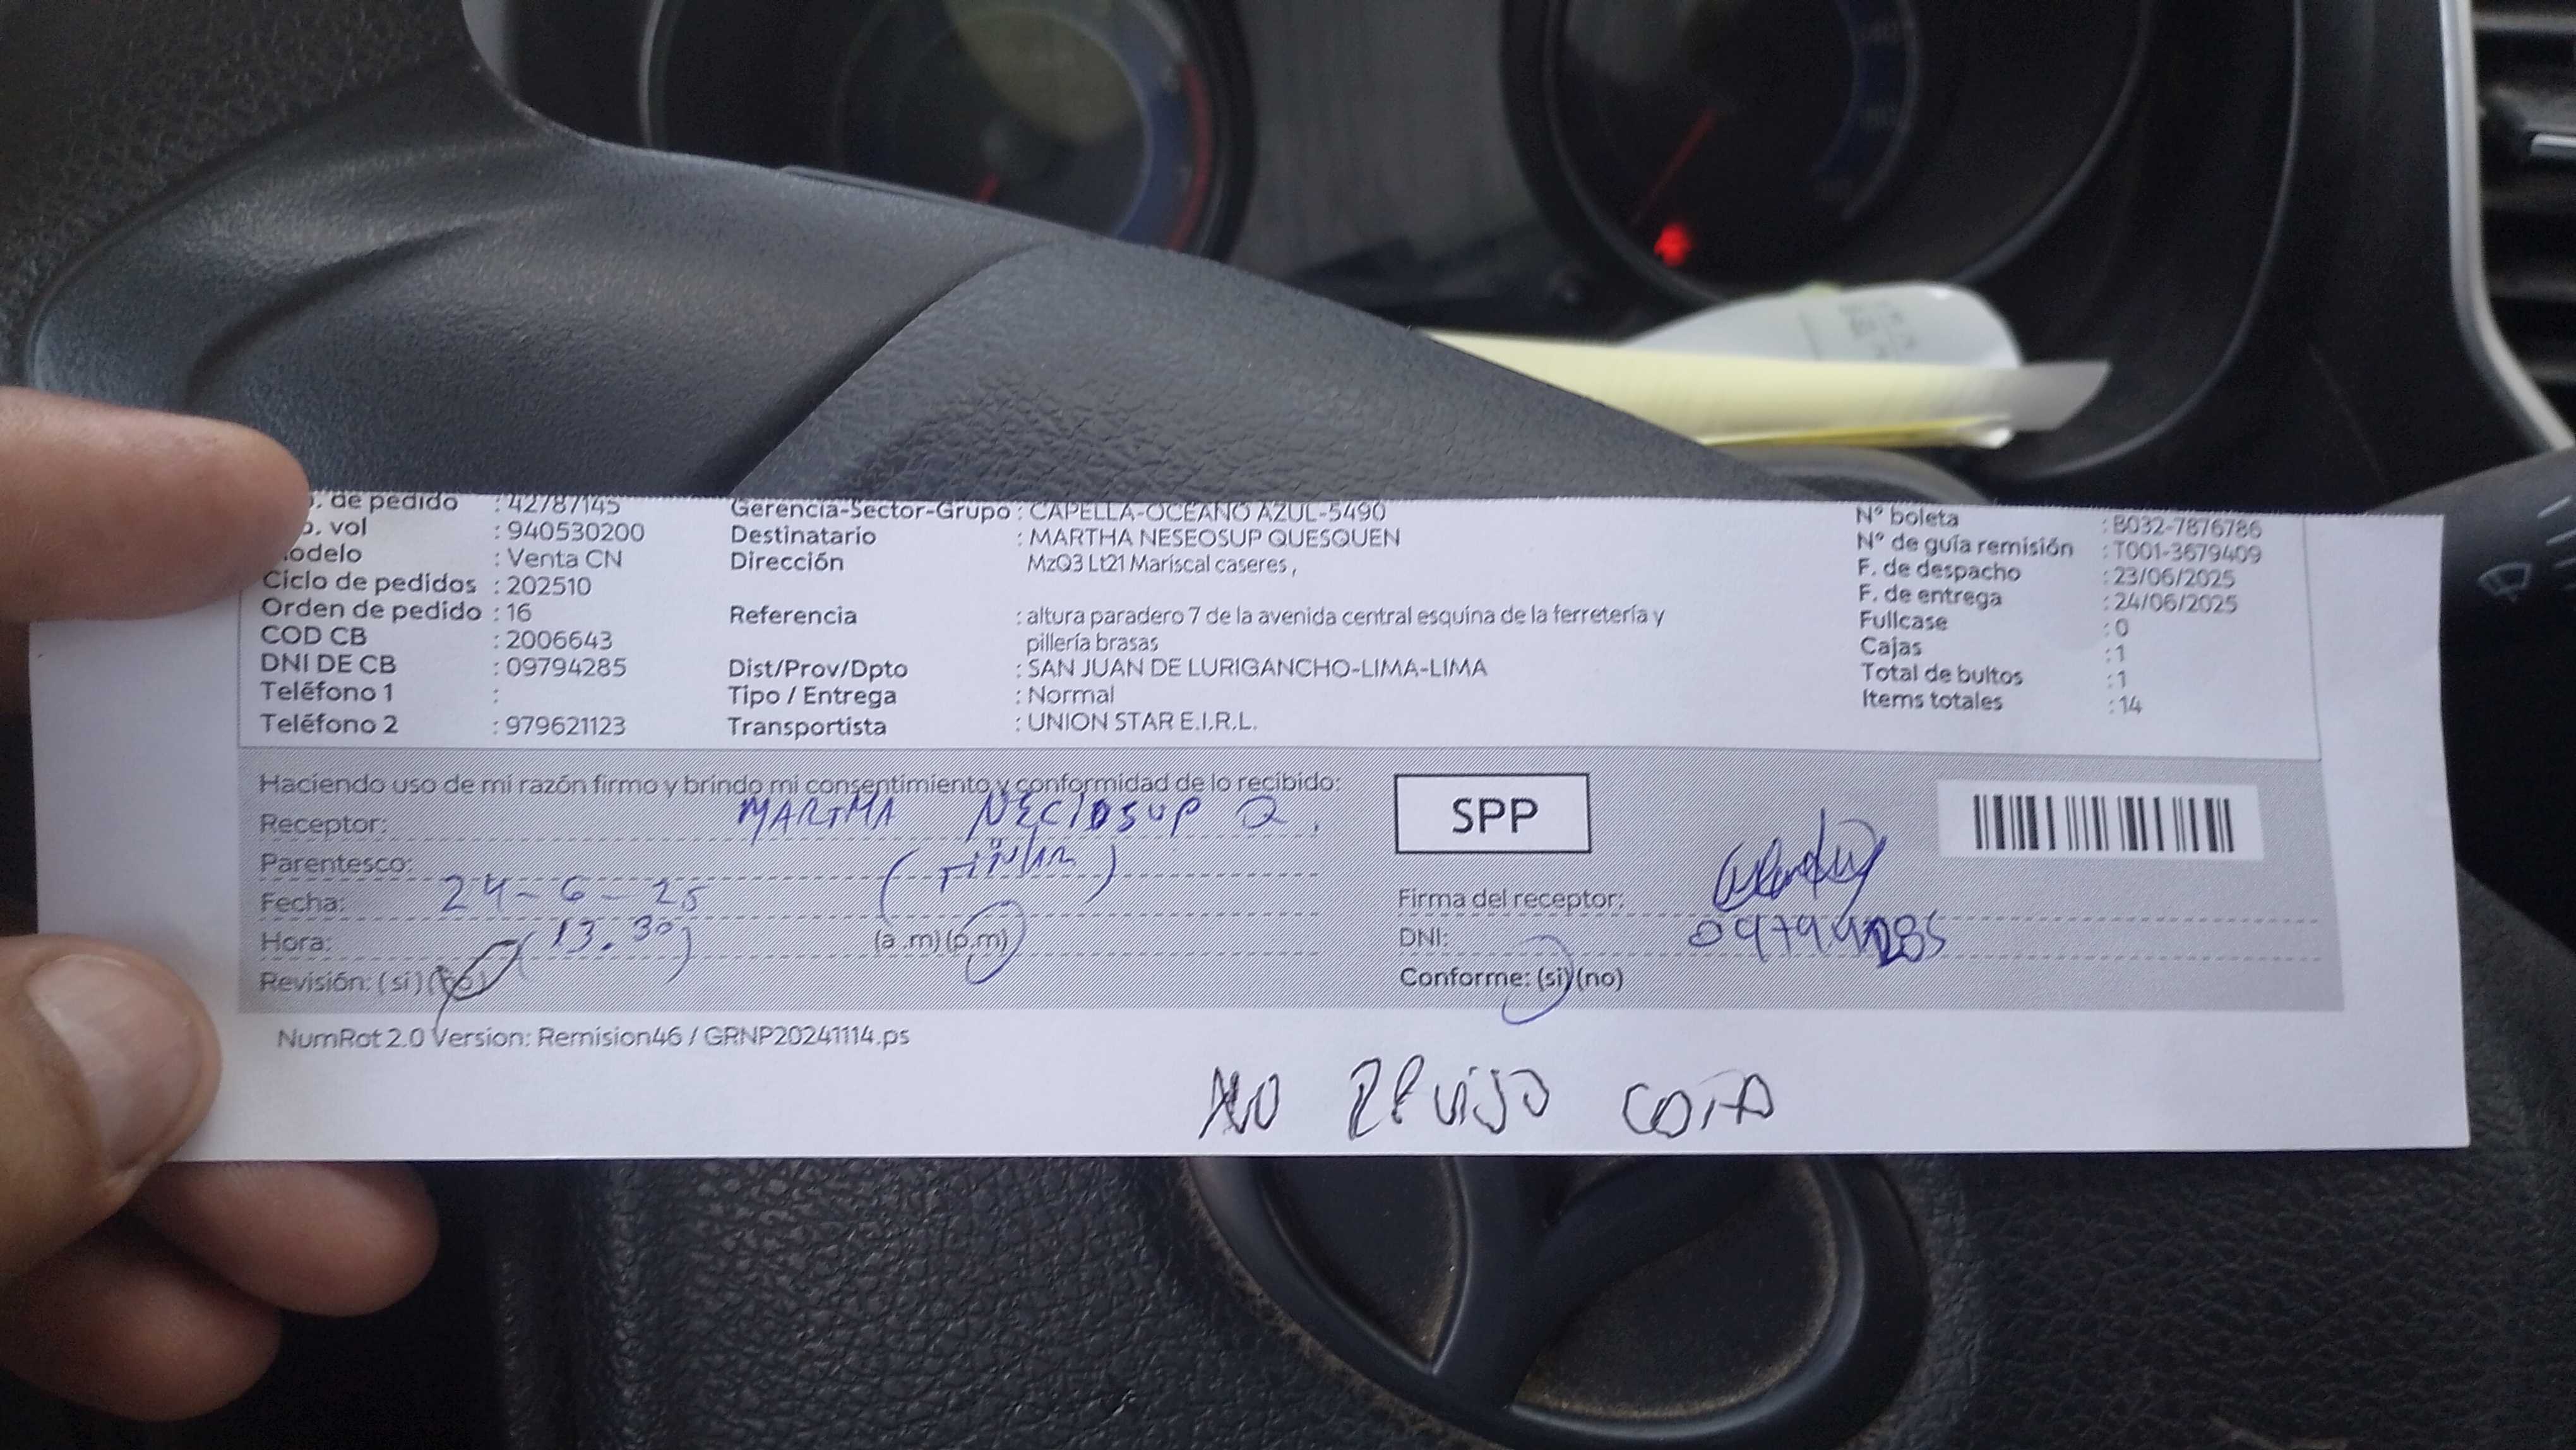 . de pedido : 42787145
. vol : 940530200
odelo : Venta CN
Ciclo de pedidos : 202510
Orden de pedido : 16
COD CB : 2006643
DNI DE CB : 09794285
Teléfono 1 :
Teléfono 2 : 979621123
Gerencia-Sector-Grupo : CAPELLA-OCEANO AZUL-5490
Destinatario : MARTHA NESEOSUP QUESQUEN
Dirección MzQ3 Lt21 Mariscal caseres ,
Referencia : altura paradero 7 de la avenida central esquina de la ferretería y
pillería brasas
Dist/Prov/Dpto : SAN JUAN DE LURIGANCHO-LIMA-LIMA
Tipo / Entrega : Normal
Transportista : UNION STAR E.I.R.L.
Nº boleta : B032-7876786
Nº de guía remisión : T001-3679409
F. de despacho : 23/06/2025
F. de entrega : 24/06/2025
Fullcase : 0
Cajas : 1
Total de bultos : 1
Items totales : 14
Haciendo uso de mi razón firmo y brindo mi consentimiento y conformidad de lo recibido:
Receptor: MARTHA NECIOSUP Q.
Parentesco:
Fecha: 24-6-25
Hora: (13.30) (a.m) (p.m)
Revisión: (si) (no)
SPP
Firma del receptor:
DNI: 09794285
Conforme: (si) (no)
NumRot 2.0 Version: Remision46 / GRNP20241114.ps
NO REVISO